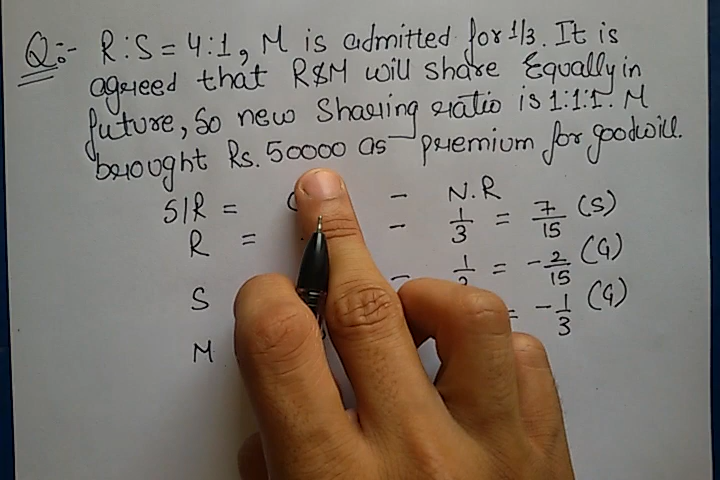 Q:- R:S = 4:1, M is admitted for 1/3. It is
agreed that R&M will share Equally in
future, So new Sharing ratio is 1:1:1. M
brought Rs. 50000 as premium for goodwill.
S/R = O - N.R
R = - 1/3 = 7/15 (S)
S - 1/3 = -2/15 (G)
M = -1/3 (G)